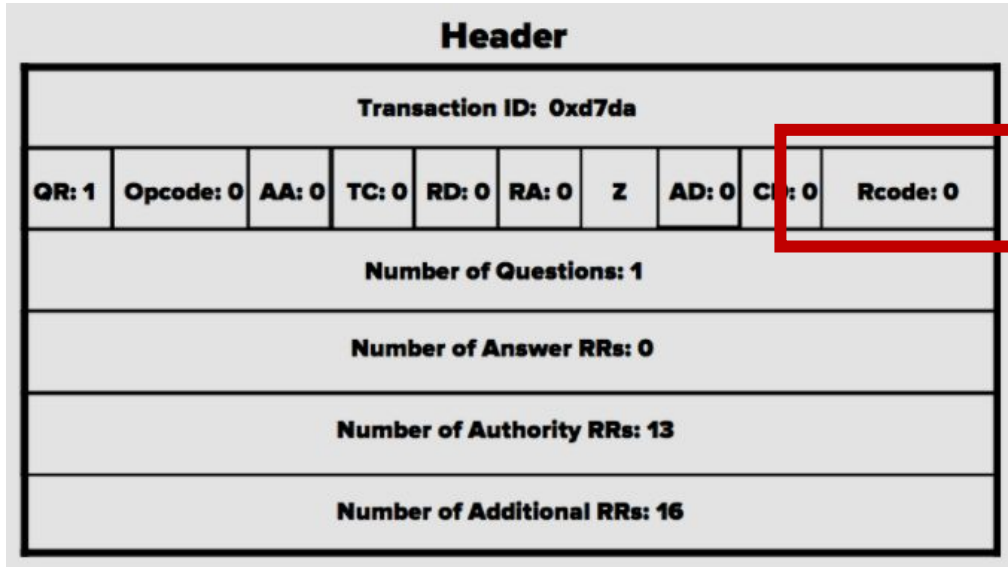 Header
Transaction ID: 0xd7da
QR: 1 Opcode: 0 AA: 0 TC: 0 RD: 0 RA: 0 Z AD: 0 CD: 0 Rcode: 0
Number of Questions: 1
Number of Answer RRs: 0
Number of Authority RRs: 13
Number of Additional RRs: 16